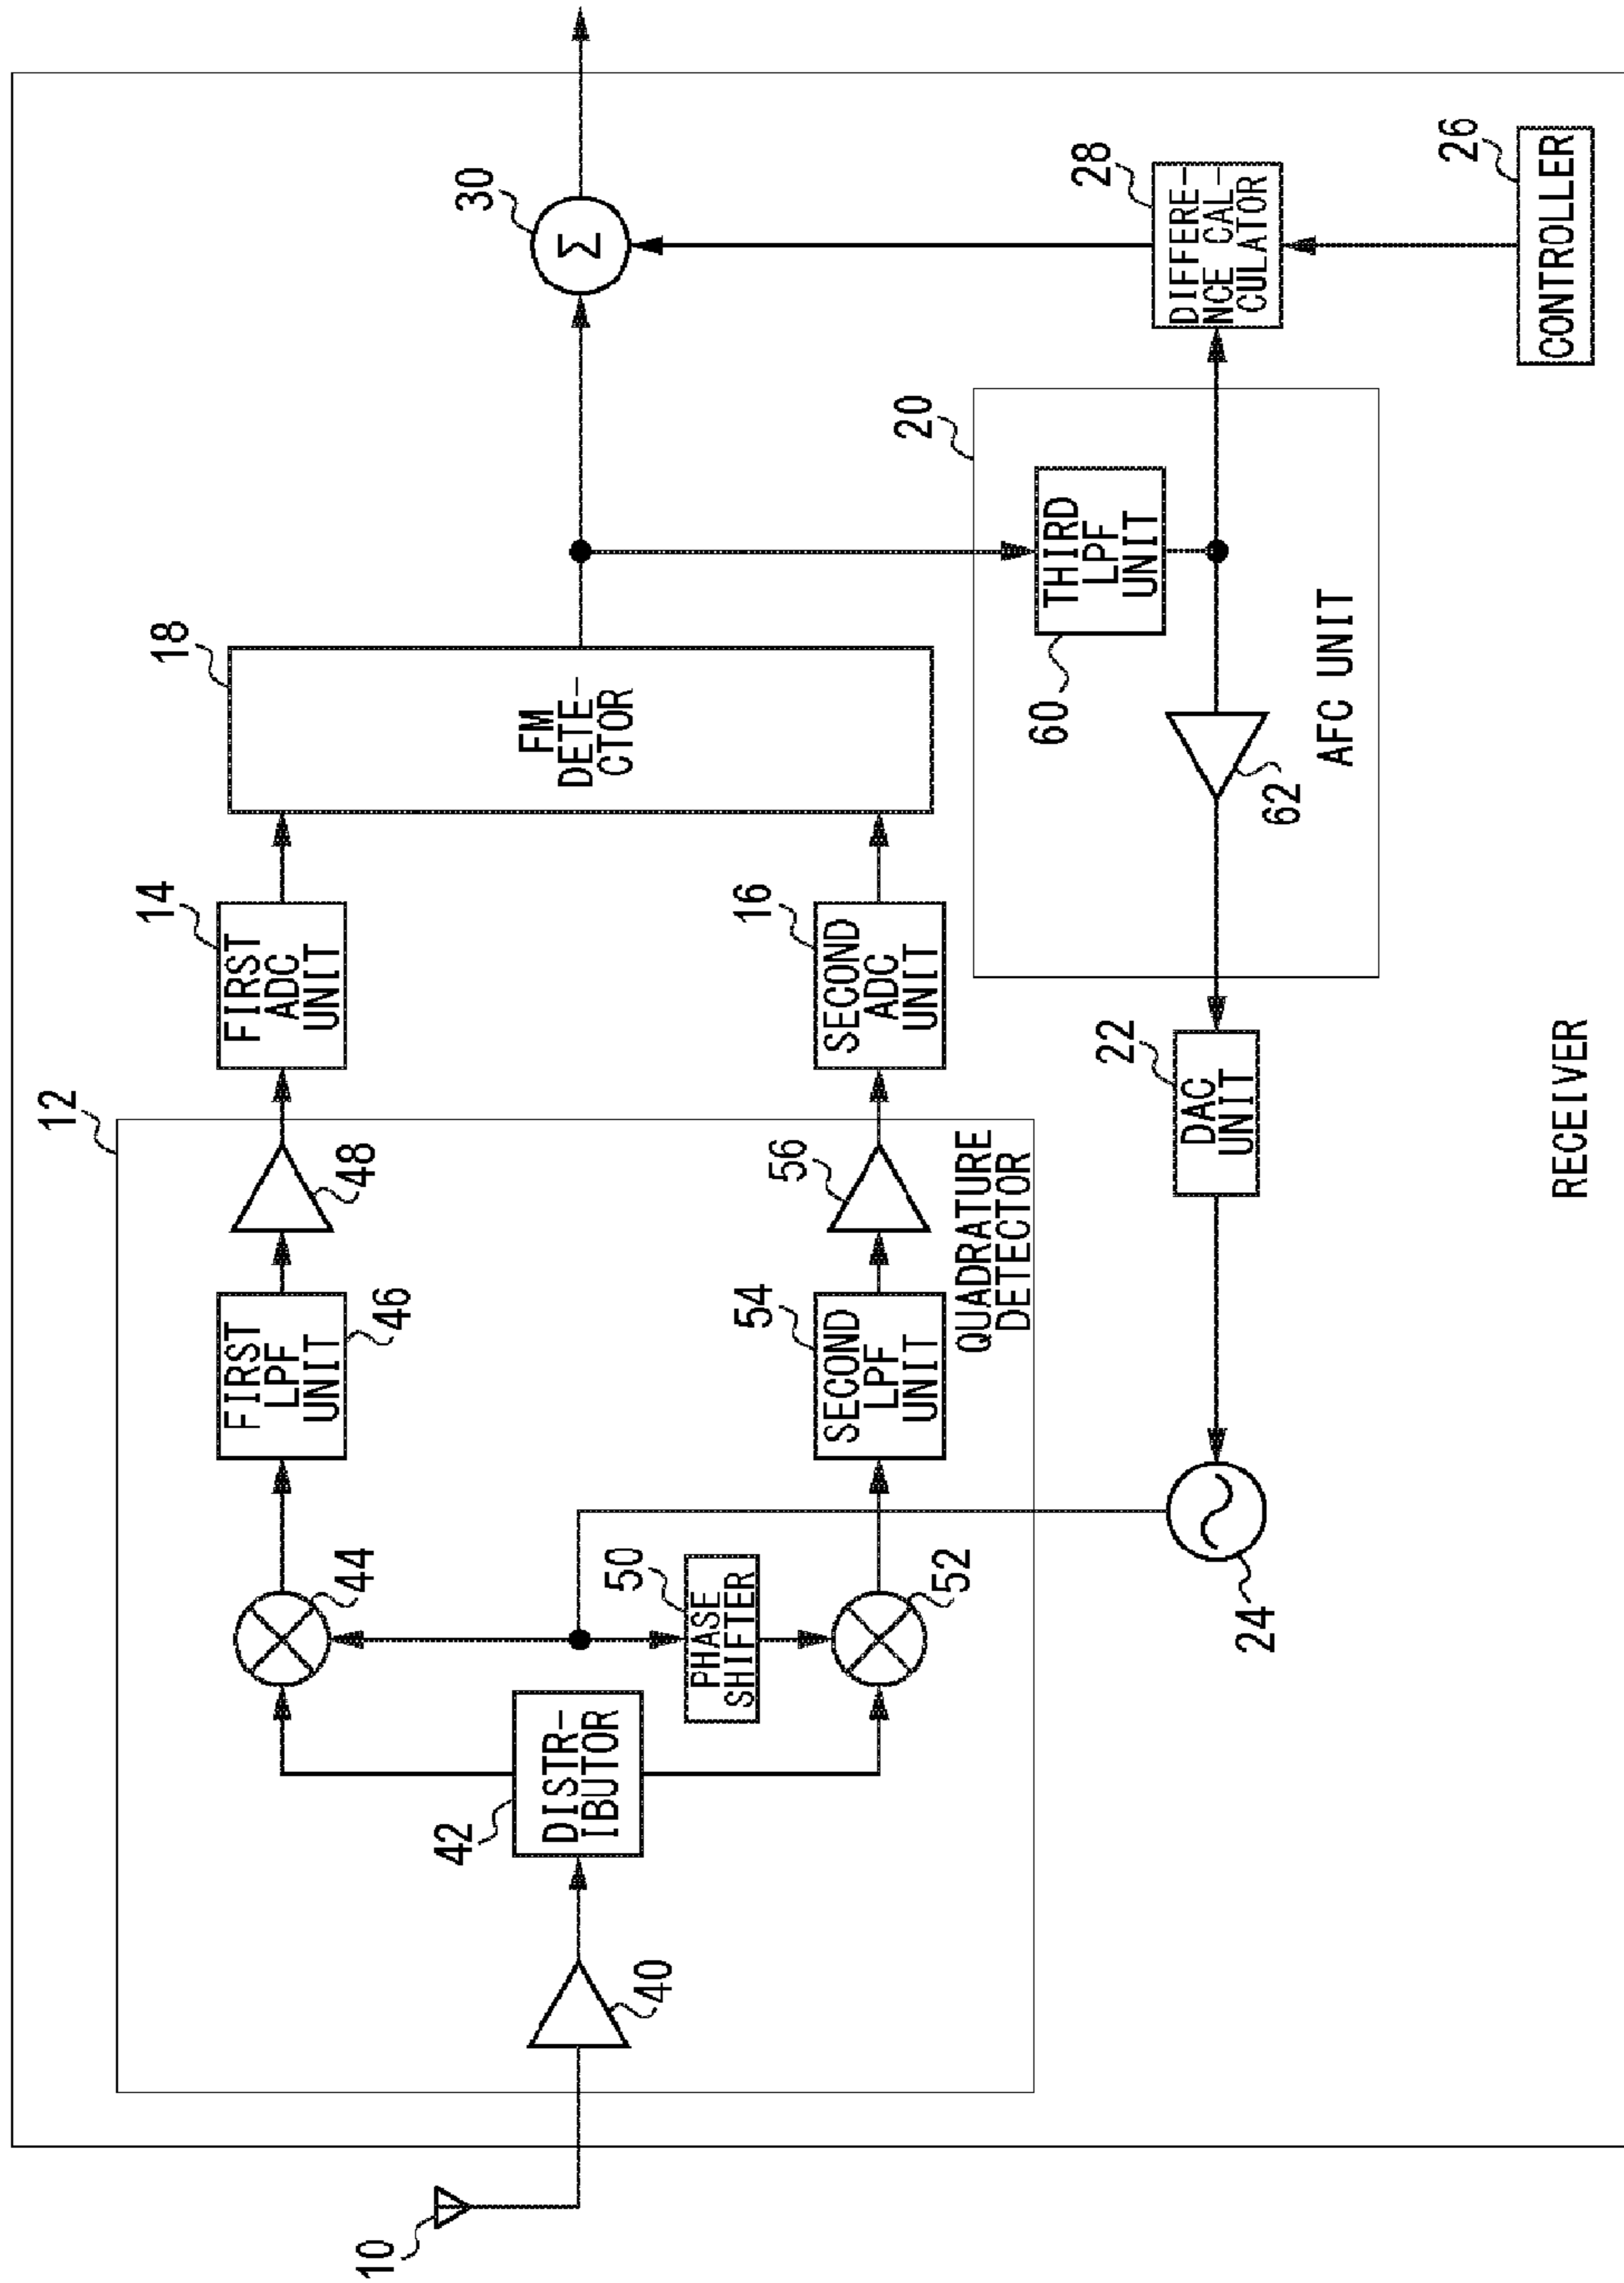 10
12
40
42
DISTR-
IBUTOR
44
50
PHASE
SHIFTER
52
FIRST
LPF
UNIT
46
48
54
SECOND
LPF
UNIT
56
QUADRATURE
DETECTOR
14
FIRST
ADC
UNIT
16
SECOND
ADC
UNIT
18
FM
DETE-
CTOR
30
Σ
20
THIRD
LPF
UNIT
60
62
AFC UNIT
22
DAC
UNIT
24
28
DIFFERE-
NCE CAL-
CULATOR
26
CONTROLLER
RECEIVER